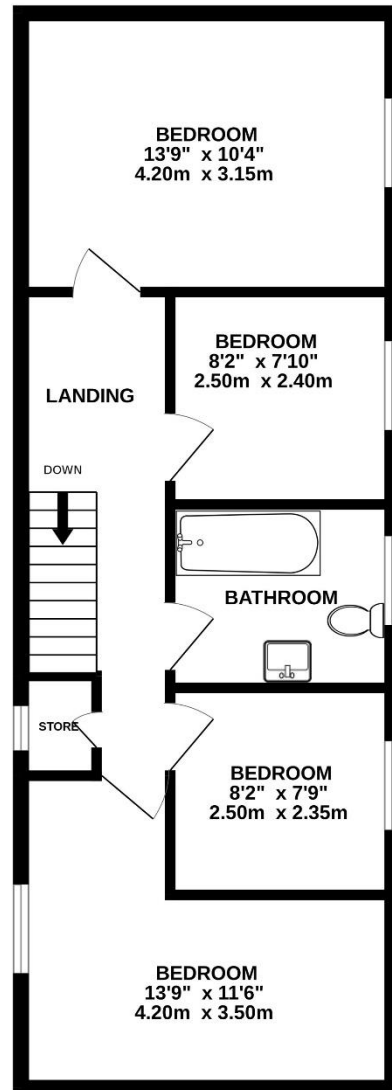 BEDROOM
13'9" x 10'4"
4.20m x 3.15m
BEDROOM
8'2" x 7'10"
2.50m x 2.40m
LANDING
DOWN
BATHROOM
STORE
BEDROOM
8'2" x 7'9"
2.50m x 2.35m
BEDROOM
13'9" x 11'6"
4.20m x 3.50m